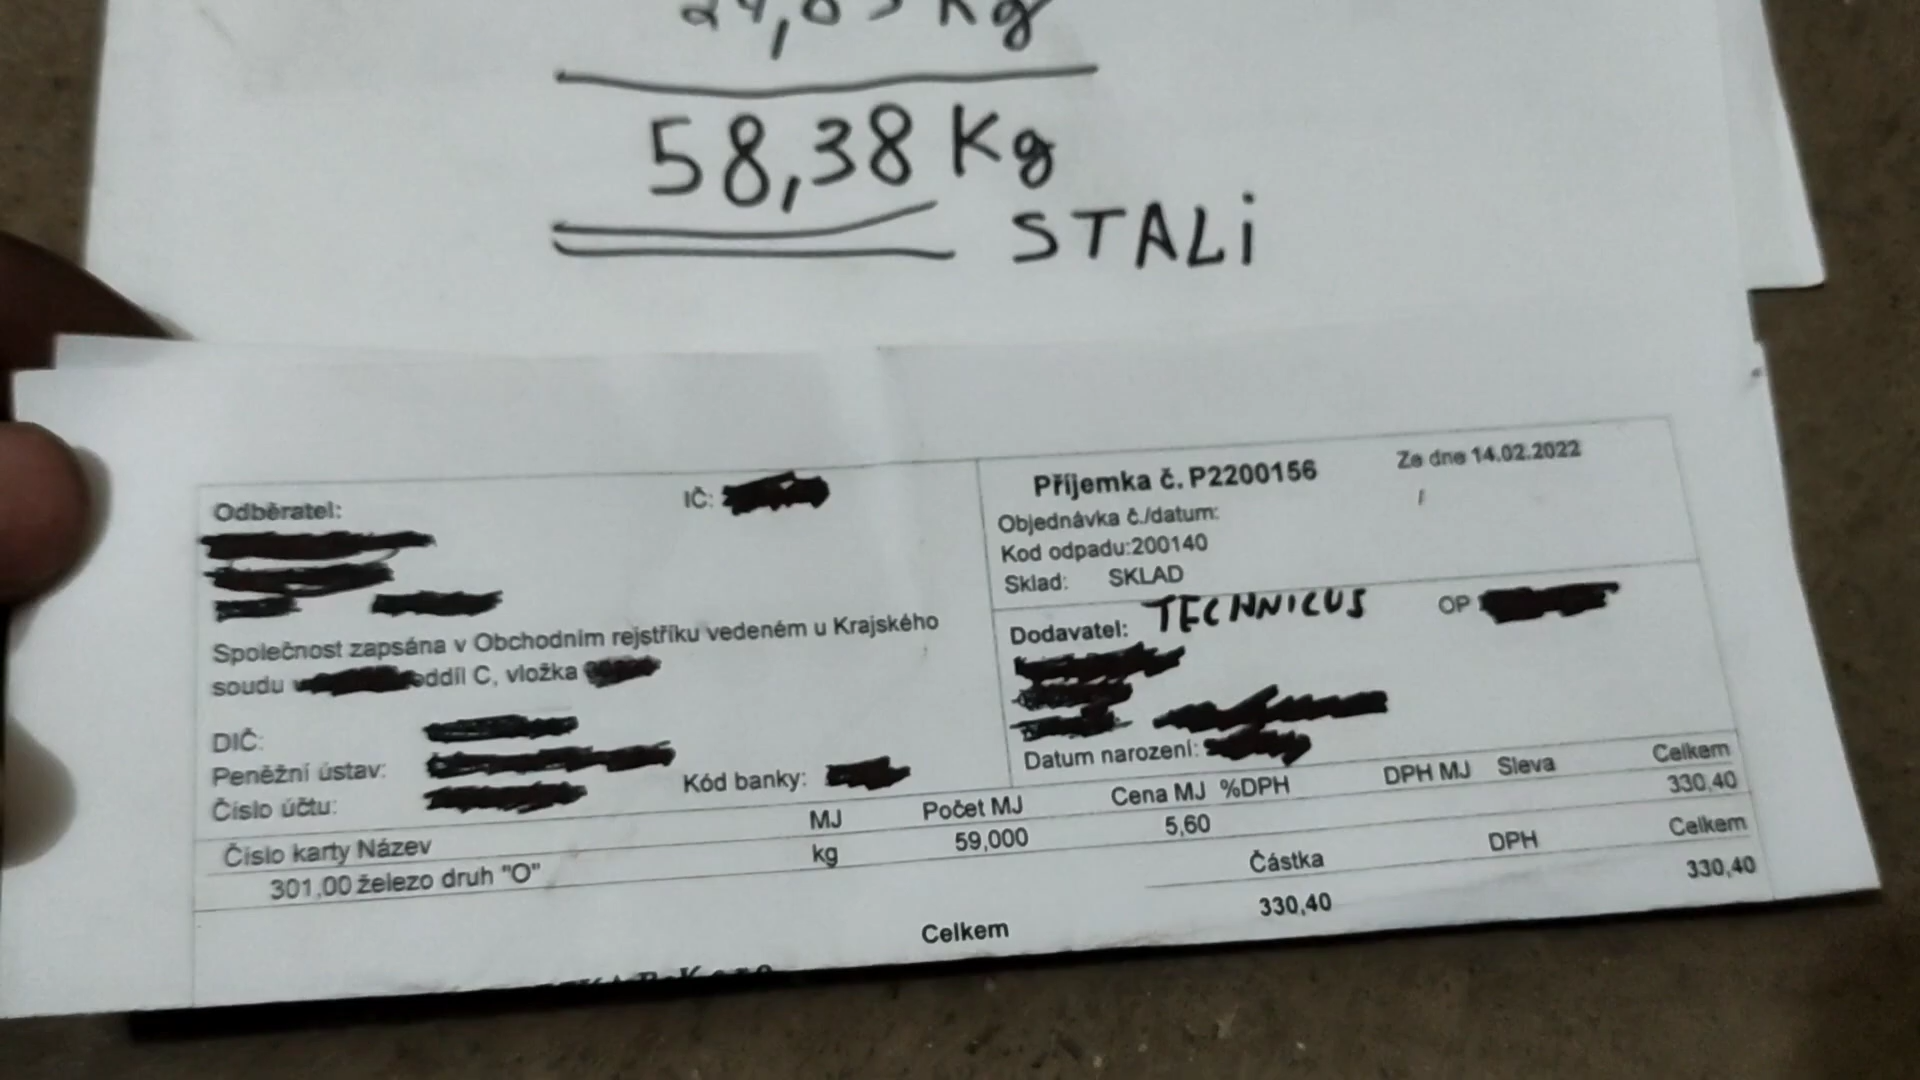 Kg
58,38 Kg
STALi
Odběratel:
IČ:
Společnost zapsána v Obchodním rejstříku vedeném u Krajského
soudu oddíl C, vložka
DIČ:
Peněžní ústav:
Kód banky:
Číslo účtu:
Příjemka č. P2200156
Ze dne 14.02.2022
Objednávka č./datum:
Kod odpadu:200140
Sklad: SKLAD
Dodavatel: TECHNICUS
OP
Datum narození:
Číslo karty Název MJ Počet MJ Cena MJ %DPH DPH MJ Sleva Celkem
301,00 železo druh "O" kg 59,000 5,60 330,40
Částka DPH Celkem
Celkem 330,40 330,40